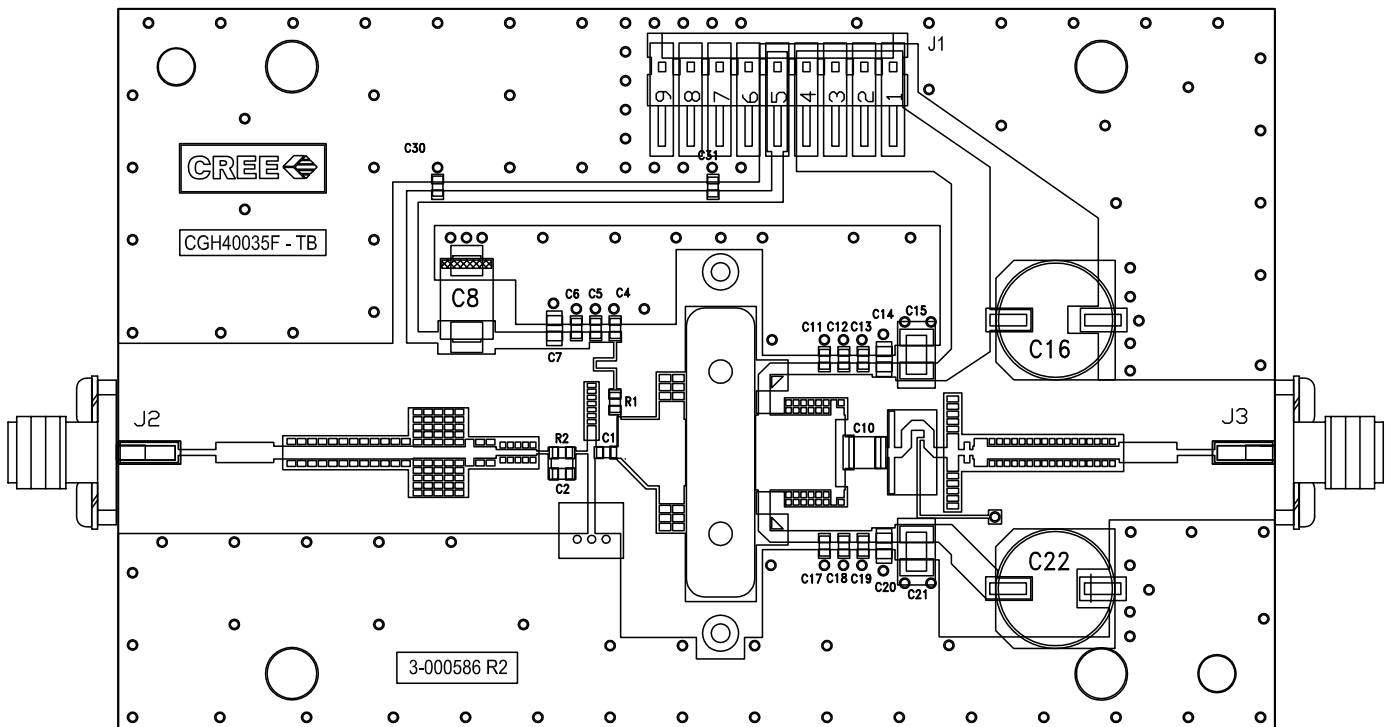 J1
9 8 7 6 5 4 3 2 1
C30
C31
CREE
CGH40035F - TB
C8
C6 C5 C4
C7
C11 C12 C13 C14 C15
C16
R1
J2
R2 C1
C2
C10
J3
C17 C18 C19 C20 C21
C22
3-000586 R2